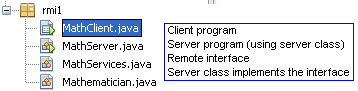 rmi1
MathClient.java Client program
MathServer.java Server program (using server class)
MathServices.java Remote interface
Mathematician.java Server class implements the interface